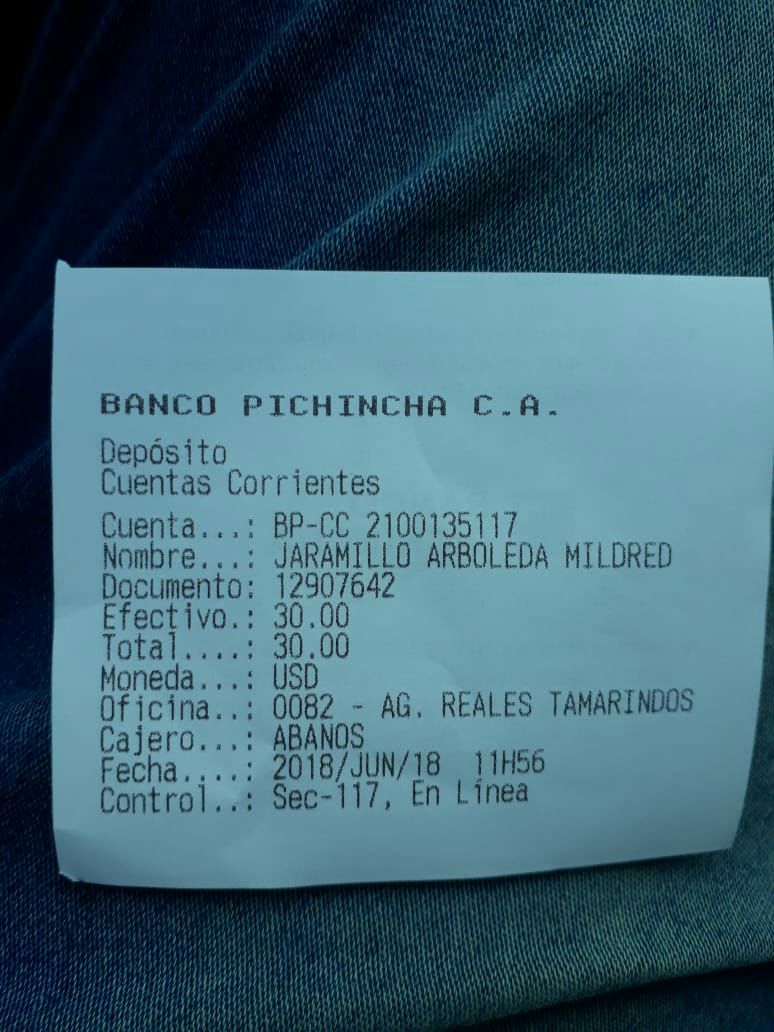 BANCO PICHINCHA C.A.
Depósito
Cuentas Corrientes
Cuenta...: BP-CC 2100135117
Nombre...: JARAMILLO ARBOLEDA MILDRED
Documento: 12907642
Efectivo.: 30.00
Total....: 30.00
Moneda...: USD
Oficina..: 0082 - AG. REALES TAMARINDOS
Cajero...: ABANOS
Fecha....: 2018/JUN/18 11H56
Control..: Sec-117, En Línea